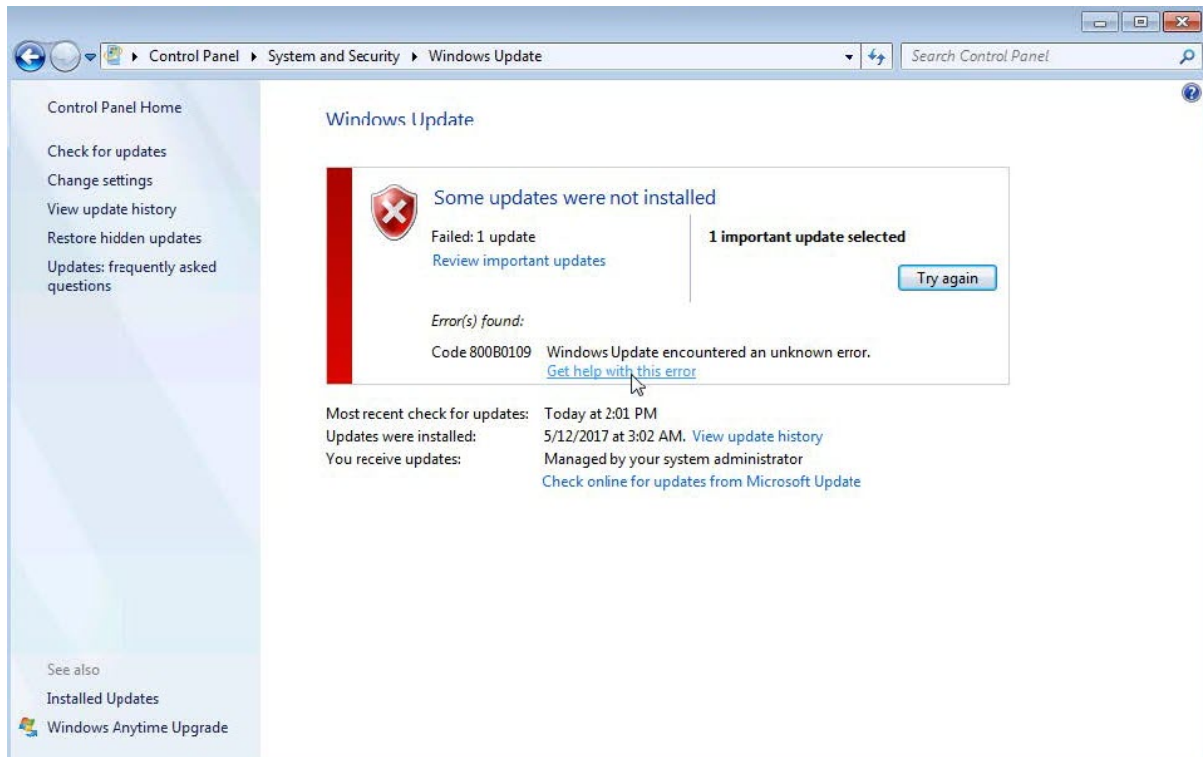 Control Panel ▸ System and Security ▸ Windows Update
Search Control Panel
Control Panel Home
Check for updates
Change settings
View update history
Restore hidden updates
Updates: frequently asked
questions
See also
Installed Updates
Windows Anytime Upgrade
Windows Update
Some updates were not installed
Failed: 1 update
Review important updates
1 important update selected
Try again
Error(s) found:
Code 800B0109 Windows Update encountered an unknown error.
Get help with this error
Most recent check for updates: Today at 2:01 PM
Updates were installed: 5/12/2017 at 3:02 AM. View update history
You receive updates: Managed by your system administrator
Check online for updates from Microsoft Update